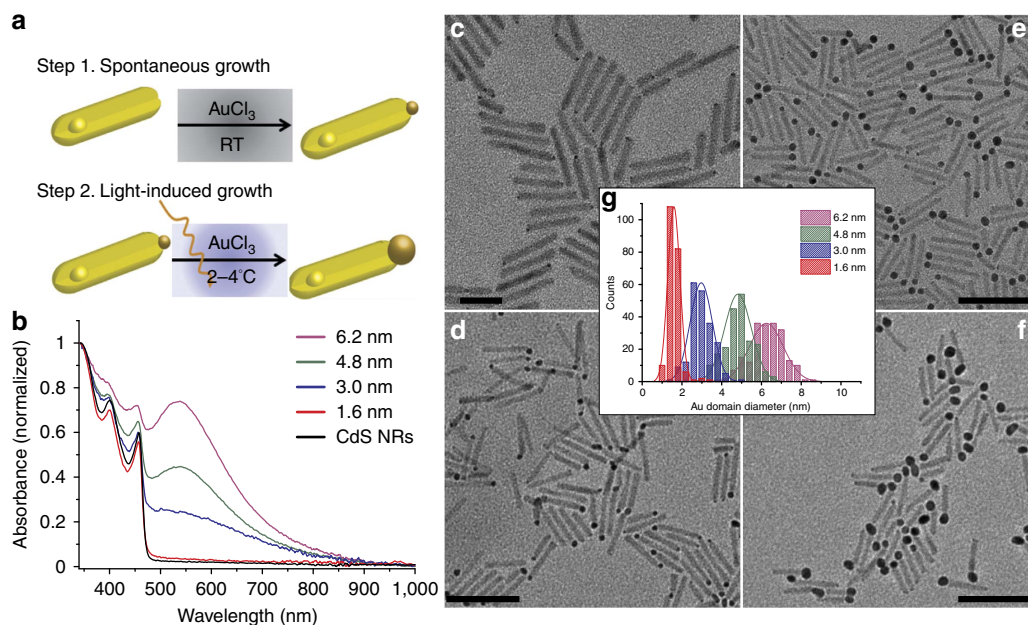 a
Step 1. Spontaneous growth
AuCl₃
RT
Step 2. Light-induced growth
AuCl₃
2–4°C
b
Absorbance (normalized)
1
0.8
0.6
0.4
0.2
0
6.2 nm
4.8 nm
3.0 nm
1.6 nm
CdS NRs
400 500 600 700 800 900 1,000
Wavelength (nm)
c
e
g
Counts
100
80
60
40
20
0
6.2 nm
4.8 nm
3.0 nm
1.6 nm
0 2 4 6 8 10
Au domain diameter (nm)
d
f